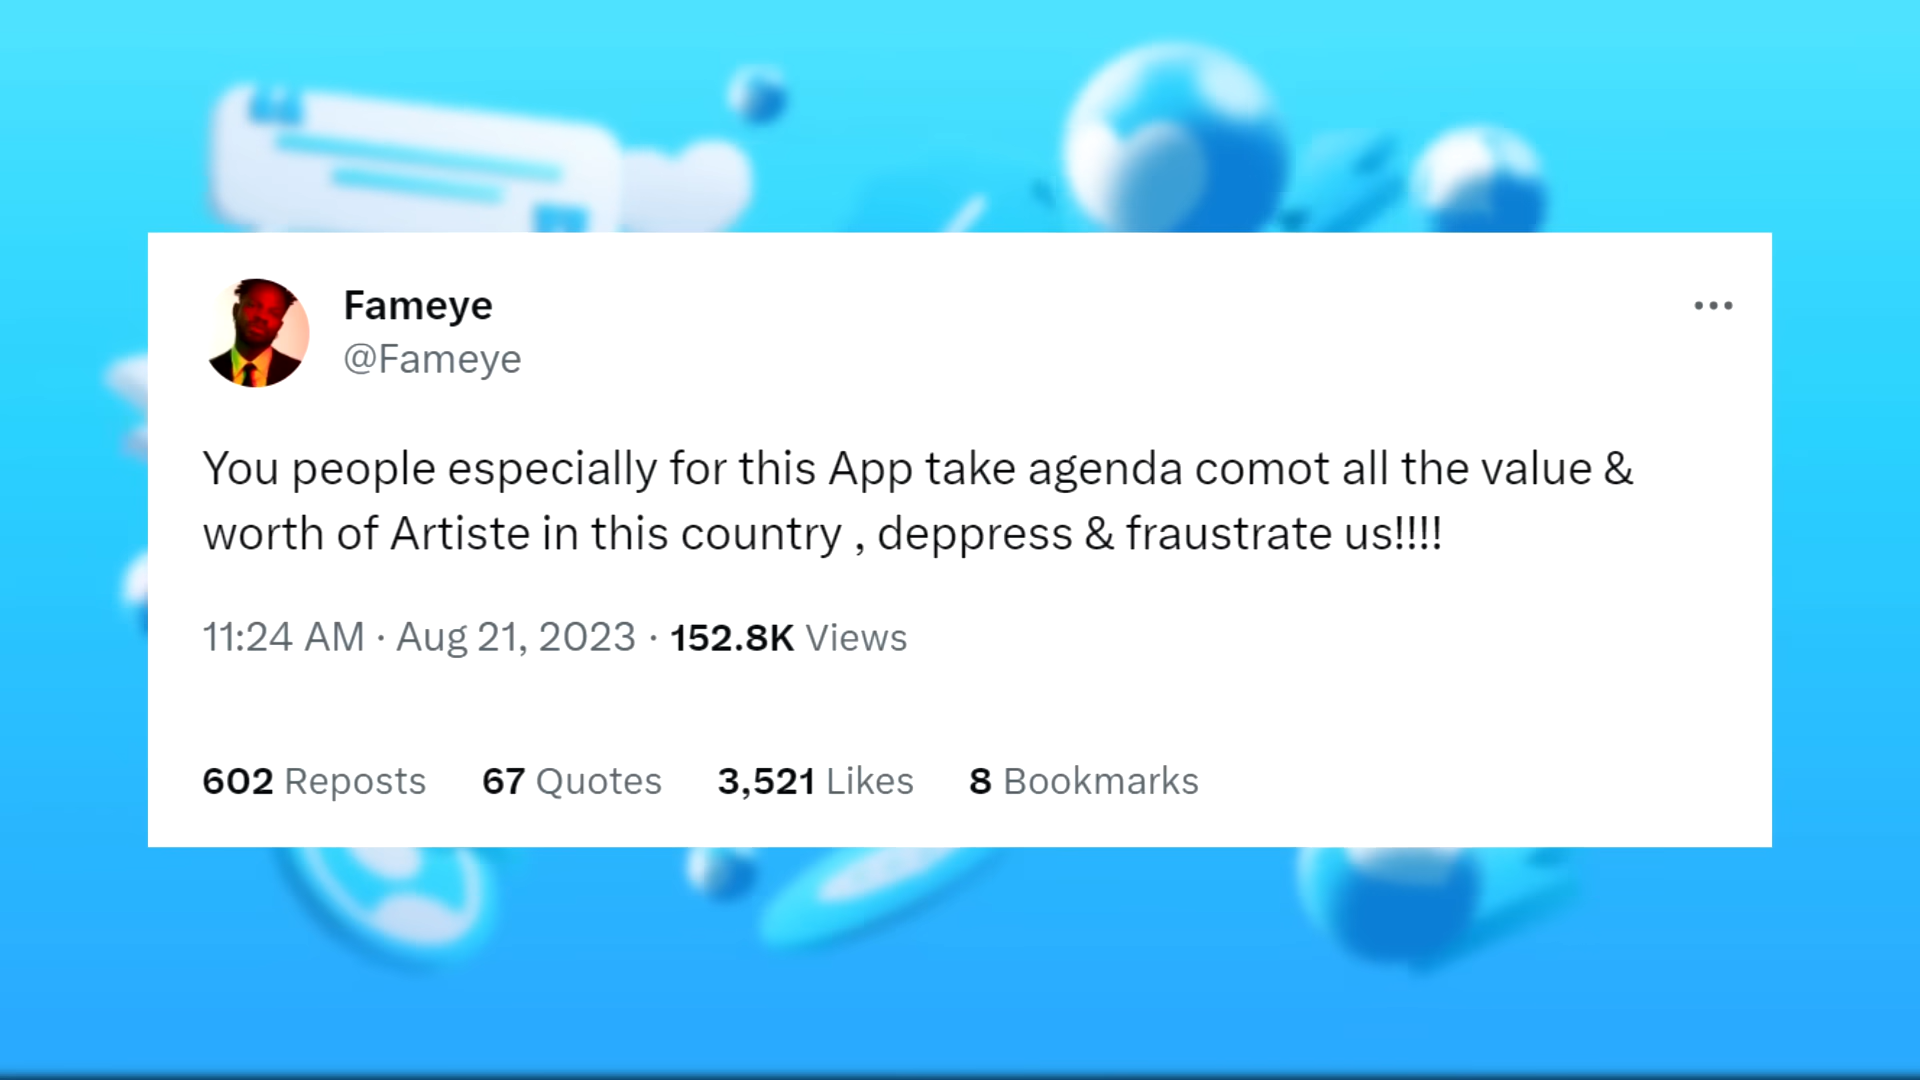 Fameye
@Fameye
You people especially for this App take agenda comot all the value &
worth of Artiste in this country , deppress & fraustrate us!!!!
11:24 AM · Aug 21, 2023 · 152.8K Views
602 Reposts 67 Quotes 3,521 Likes 8 Bookmarks